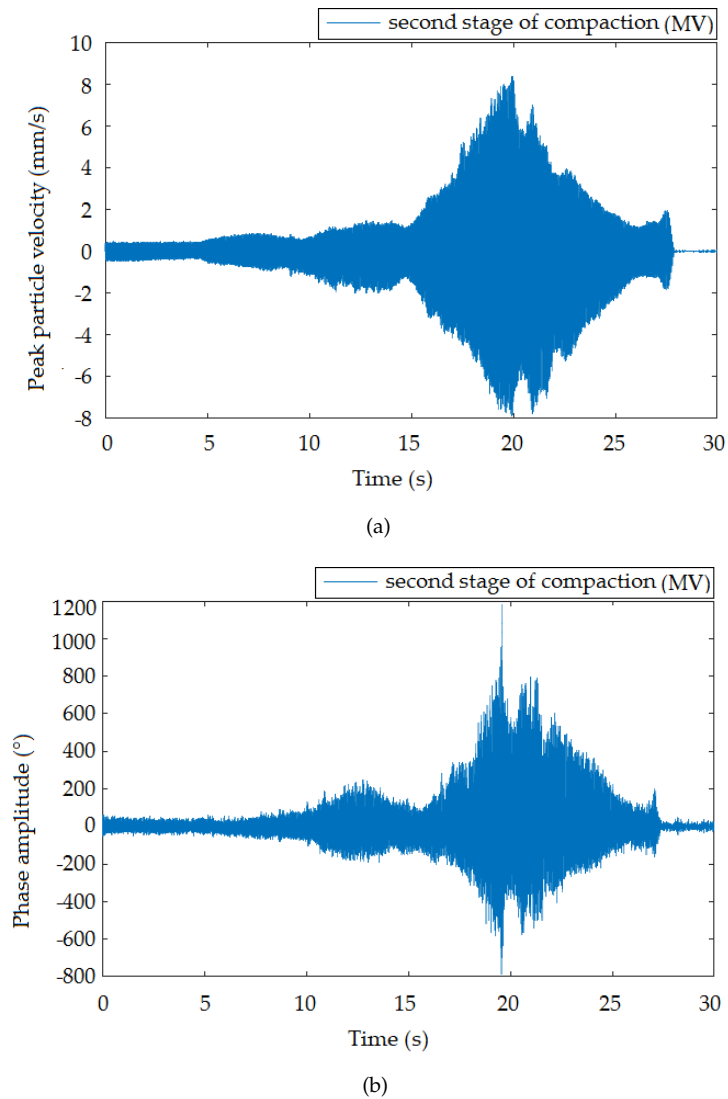 second stage of compaction (MV)
10
8
6
4
2
0
-2
-4
-6
-8
Peak particle velocity (mm/s)
0 5 10 15 20 25 30
Time (s)
(a)
second stage of compaction (MV)
1200
1000
800
600
400
200
0
-200
-400
-600
-800
Phase amplitude (°)
0 5 10 15 20 25 30
Time (s)
(b)